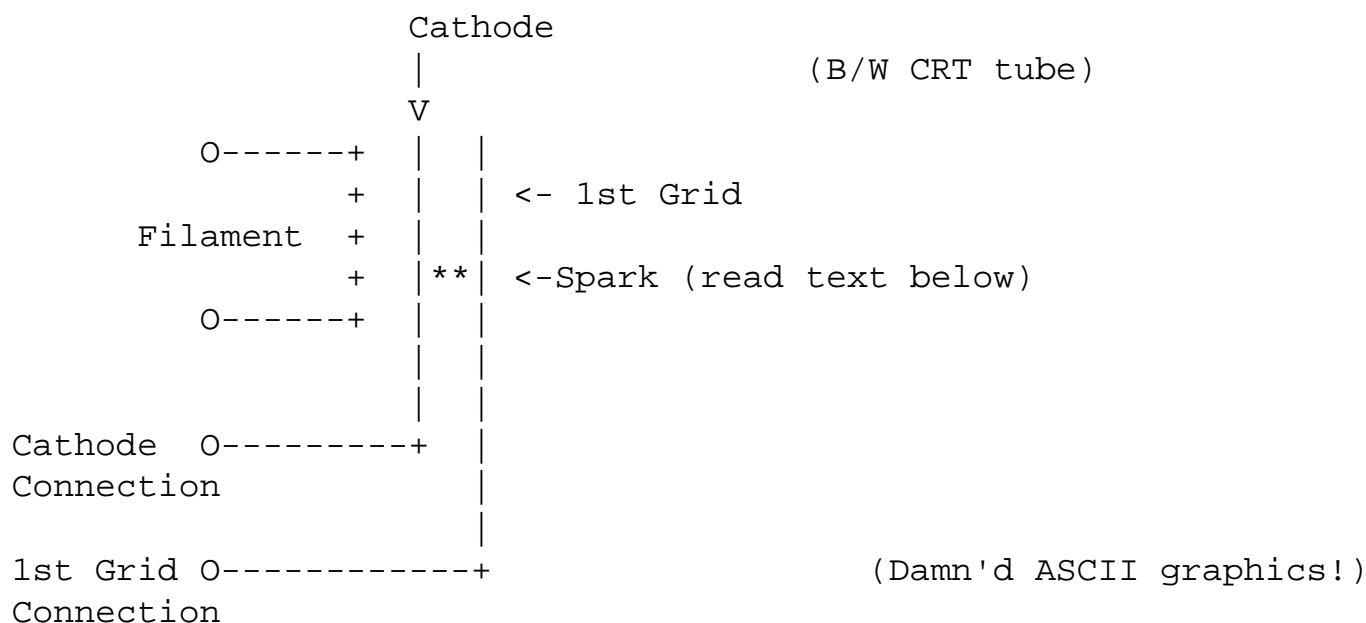 Cathode
| (B/W CRT tube)
V
O------+ | |
+ | | <- 1st Grid
Filament + | |
+ |**| <-Spark (read text below)
O------+ | |
| |
| |
Cathode O---------+ |
Connection |
|
1st Grid O------------+ (Damn'd ASCII graphics!)
Connection